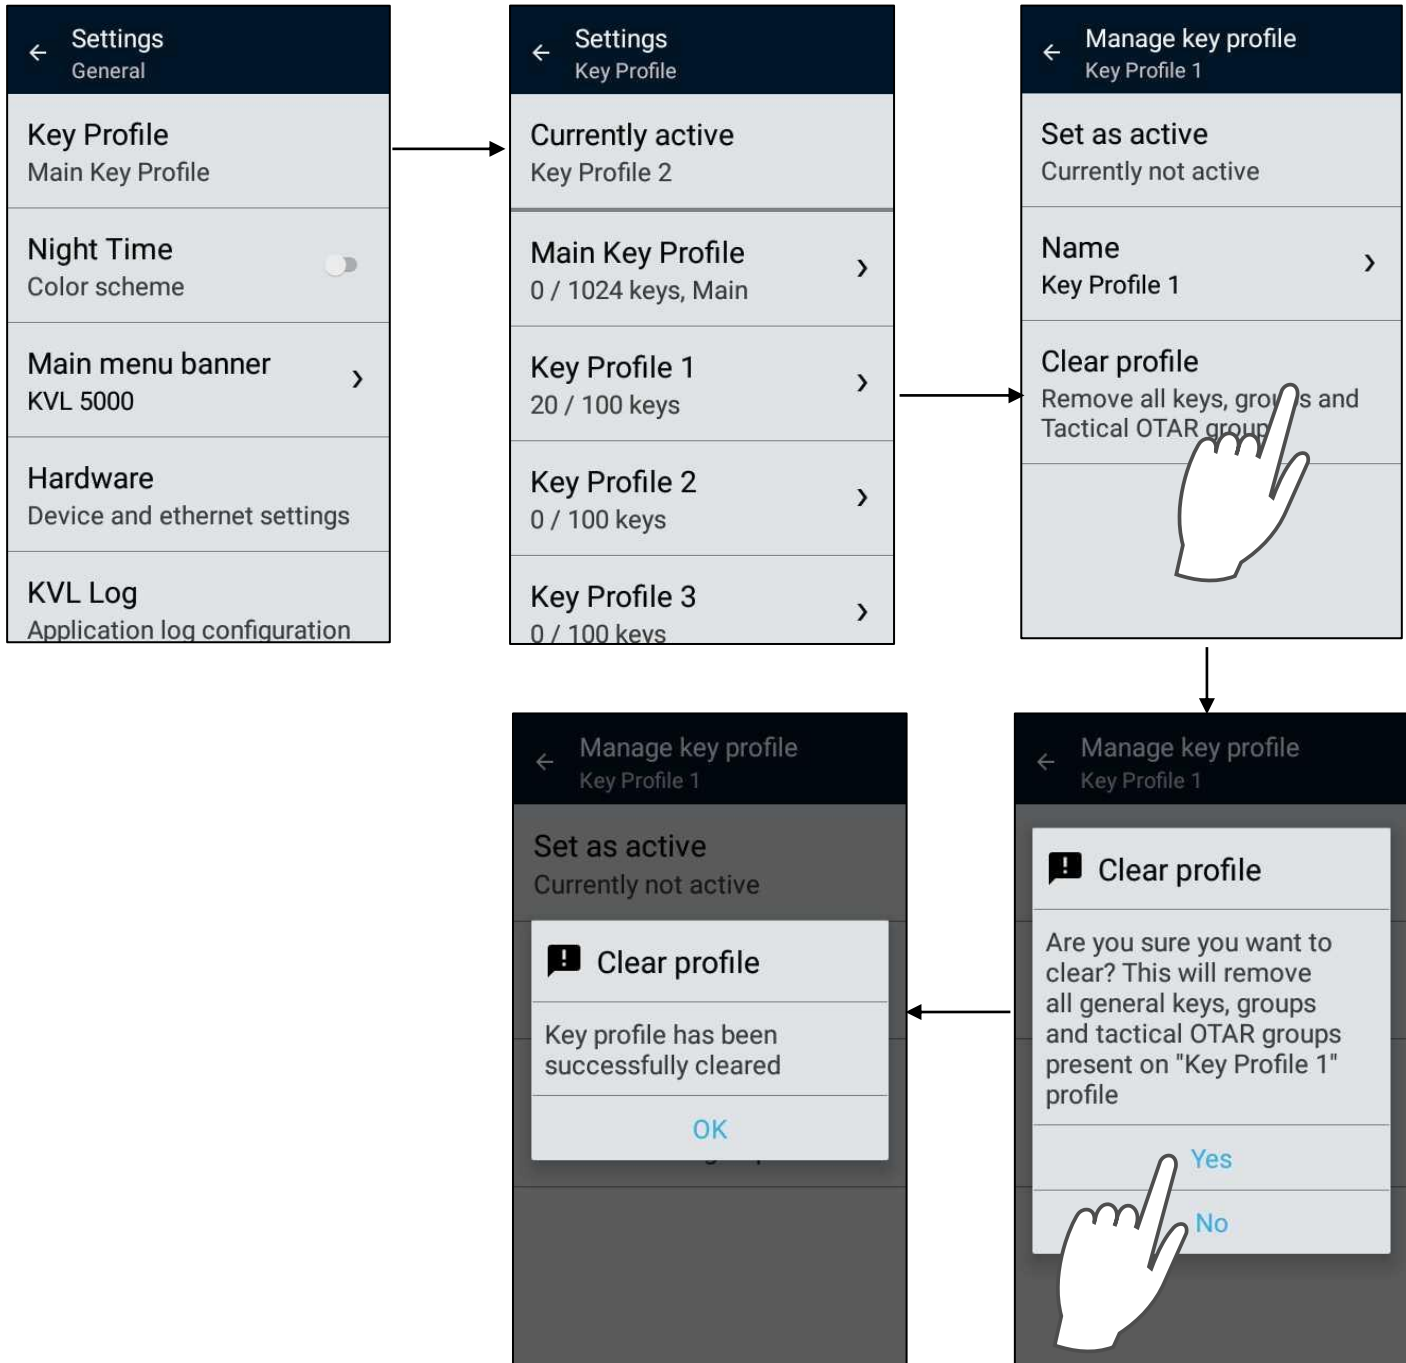 Settings
General
Key Profile
Main Key Profile
Night Time
Color scheme
Main menu banner
KVL 5000
Hardware
Device and ethernet settings
KVL Log
Application log configuration
Settings
Key Profile
Currently active
Key Profile 2
Main Key Profile
0 / 1024 keys, Main
Key Profile 1
20 / 100 keys
Key Profile 2
0 / 100 keys
Key Profile 3
0 / 100 keys
Manage key profile
Key Profile 1
Set as active
Currently not active
Name
Key Profile 1
Clear profile
Remove all keys, groups and
Tactical OTAR group
Manage key profile
Key Profile 1
Set as active
Currently not active
Clear profile
Key profile has been
successfully cleared
OK
Manage key profile
Key Profile 1
Clear profile
Are you sure you want to
clear? This will remove
all general keys, groups
and tactical OTAR groups
present on "Key Profile 1"
profile
Yes
No